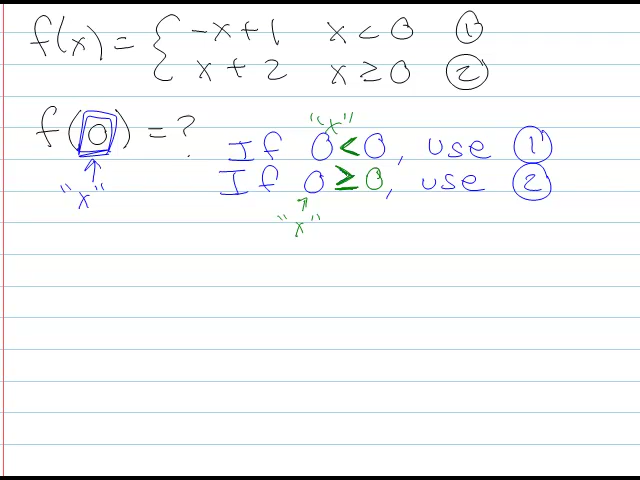 f(x) = { -x+1 x < 0 ①
x + 2 x ≥ 0 ②
f(0) = ?
"x"
"x"
If 0 < 0, use ①
If 0 ≥ 0, use ②
"x"